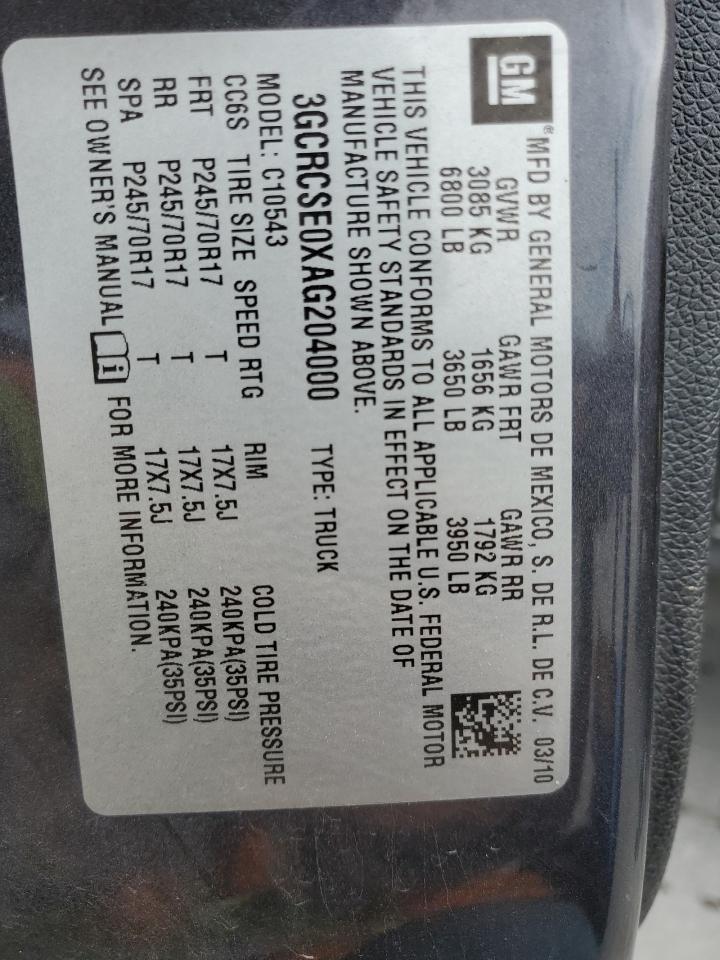 GM ® MFD BY GENERAL MOTORS DE MEXICO, S. DE R.L. DE C.V. 03/10
GVWR GAWR FRT GAWR RR
3085 KG 1656 KG 1792 KG
6800 LB 3650 LB 3950 LB
THIS VEHICLE CONFORMS TO ALL APPLICABLE U.S. FEDERAL MOTOR
VEHICLE SAFETY STANDARDS IN EFFECT ON THE DATE OF
MANUFACTURE SHOWN ABOVE.
3GCRCSE0XAG204000 TYPE: TRUCK
MODEL: C10543
CC6S TIRE SIZE SPEED RTG RIM COLD TIRE PRESSURE
FRT P245/70R17 T 17X7.5J 240KPA(35PSI)
RR P245/70R17 T 17X7.5J 240KPA(35PSI)
SPA P245/70R17 T 17X7.5J 240KPA(35PSI)
SEE OWNER'S MANUAL i FOR MORE INFORMATION.